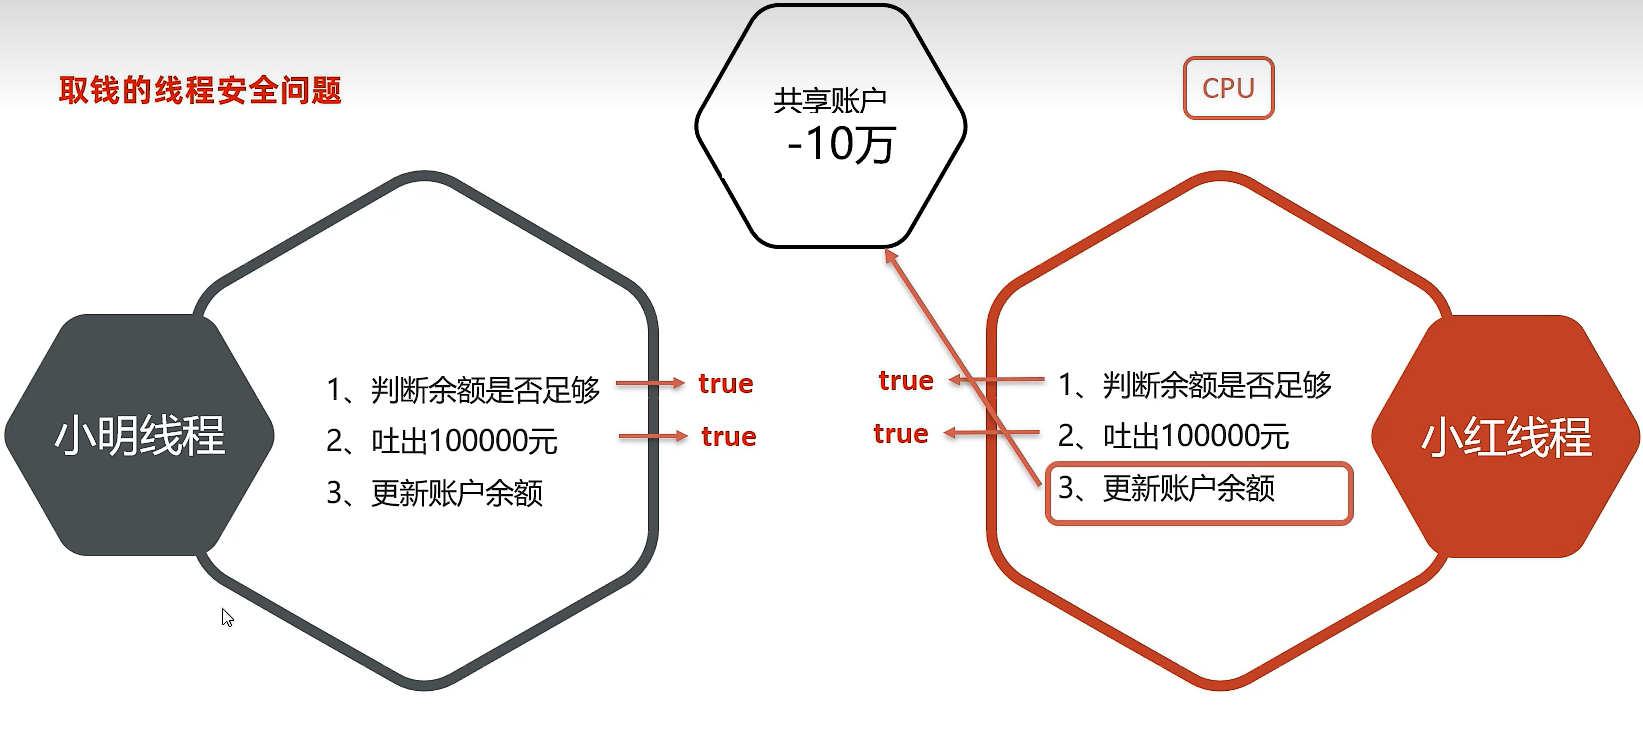 取钱的线程安全问题
共享账户
-10万
CPU
小明线程
1、判断余额是否足够
true
2、吐出100000元
true
3、更新账户余额
true
1、判断余额是否足够
true
2、吐出100000元
3、更新账户余额
小红线程